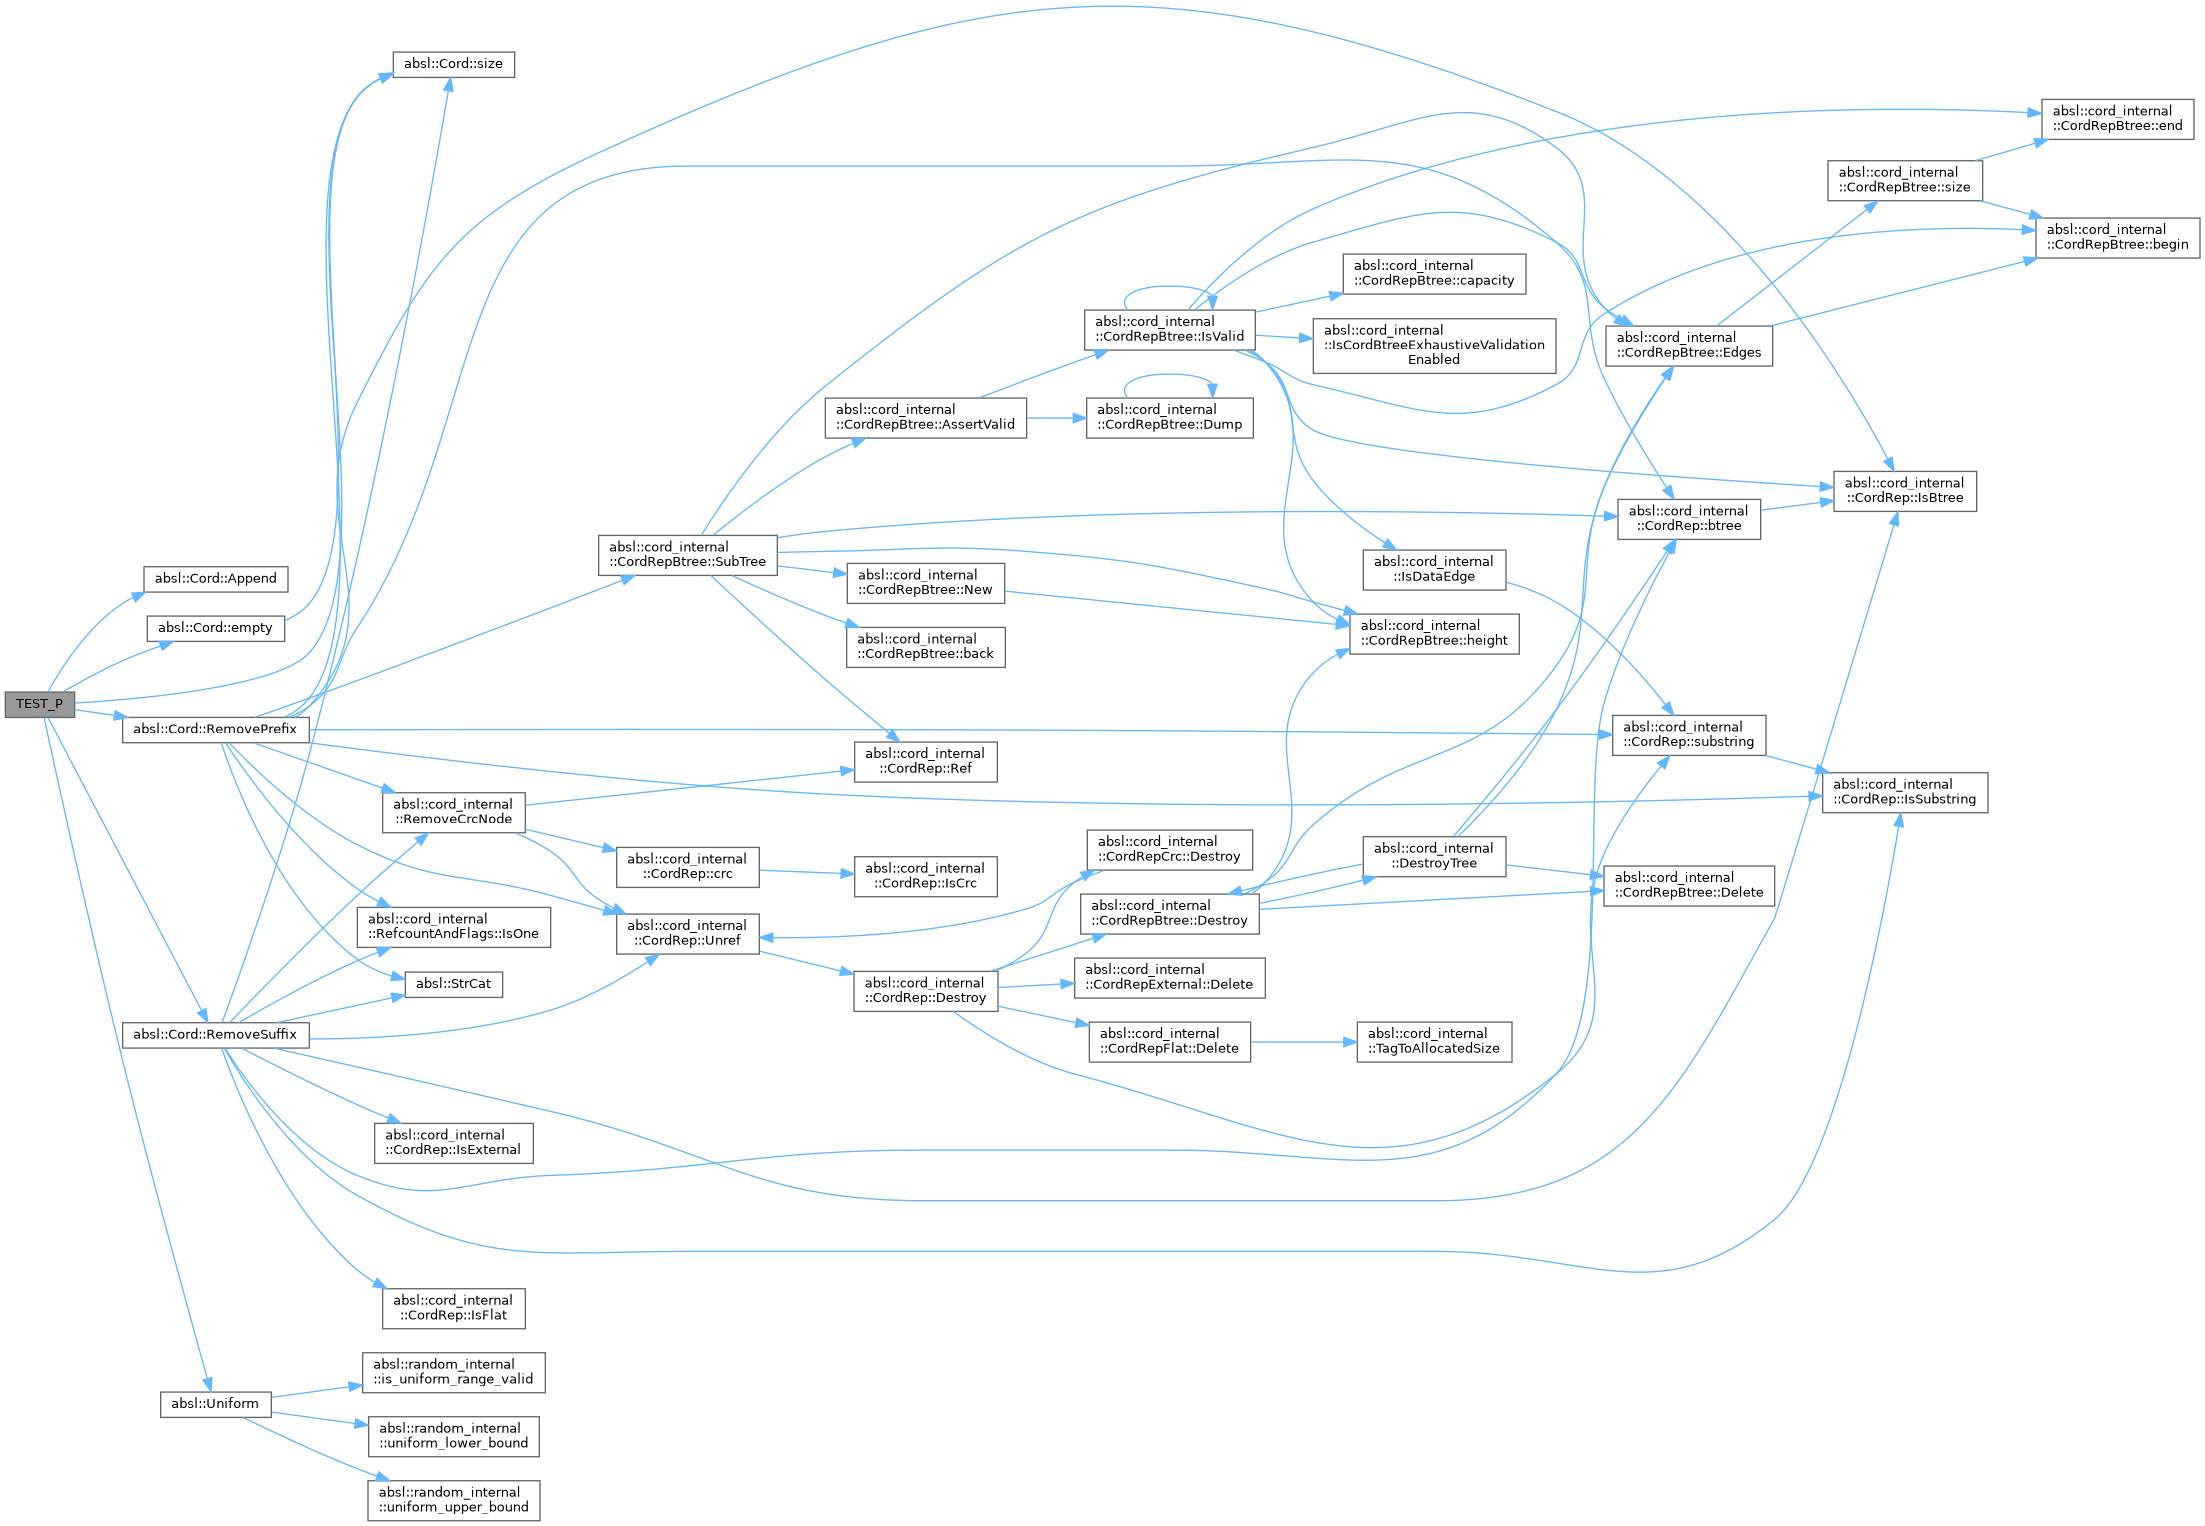 TEST_P
absl::Cord::Append
absl::Cord::empty
absl::Cord::RemovePrefix
absl::Cord::RemoveSuffix
absl::Uniform
absl::Cord::size
absl::cord_internal
::RemoveCrcNode
absl::cord_internal
::RefcountAndFlags::IsOne
absl::StrCat
absl::cord_internal
::CordRep::IsExternal
absl::cord_internal
::CordRep::IsFlat
absl::random_internal
::is_uniform_range_valid
absl::random_internal
::uniform_lower_bound
absl::random_internal
::uniform_upper_bound
absl::cord_internal
::CordRepBtree::SubTree
absl::cord_internal
::CordRep::crc
absl::cord_internal
::CordRep::Unref
absl::cord_internal
::CordRepBtree::AssertValid
absl::cord_internal
::CordRepBtree::New
absl::cord_internal
::CordRepBtree::back
absl::cord_internal
::CordRep::Ref
absl::cord_internal
::CordRep::IsCrc
absl::cord_internal
::CordRep::Destroy
absl::cord_internal
::CordRepBtree::IsValid
absl::cord_internal
::CordRepBtree::Dump
absl::cord_internal
::CordRepCrc::Destroy
absl::cord_internal
::CordRepBtree::Destroy
absl::cord_internal
::CordRepExternal::Delete
absl::cord_internal
::CordRepFlat::Delete
absl::cord_internal
::CordRepBtree::capacity
absl::cord_internal
::IsCordBtreeExhaustiveValidation
Enabled
absl::cord_internal
::IsDataEdge
absl::cord_internal
::CordRepBtree::height
absl::cord_internal
::DestroyTree
absl::cord_internal
::TagToAllocatedSize
absl::cord_internal
::CordRepBtree::Edges
absl::cord_internal
::CordRep::btree
absl::cord_internal
::CordRep::substring
absl::cord_internal
::CordRepBtree::Delete
absl::cord_internal
::CordRepBtree::size
absl::cord_internal
::CordRep::IsBtree
absl::cord_internal
::CordRep::IsSubstring
absl::cord_internal
::CordRepBtree::end
absl::cord_internal
::CordRepBtree::begin